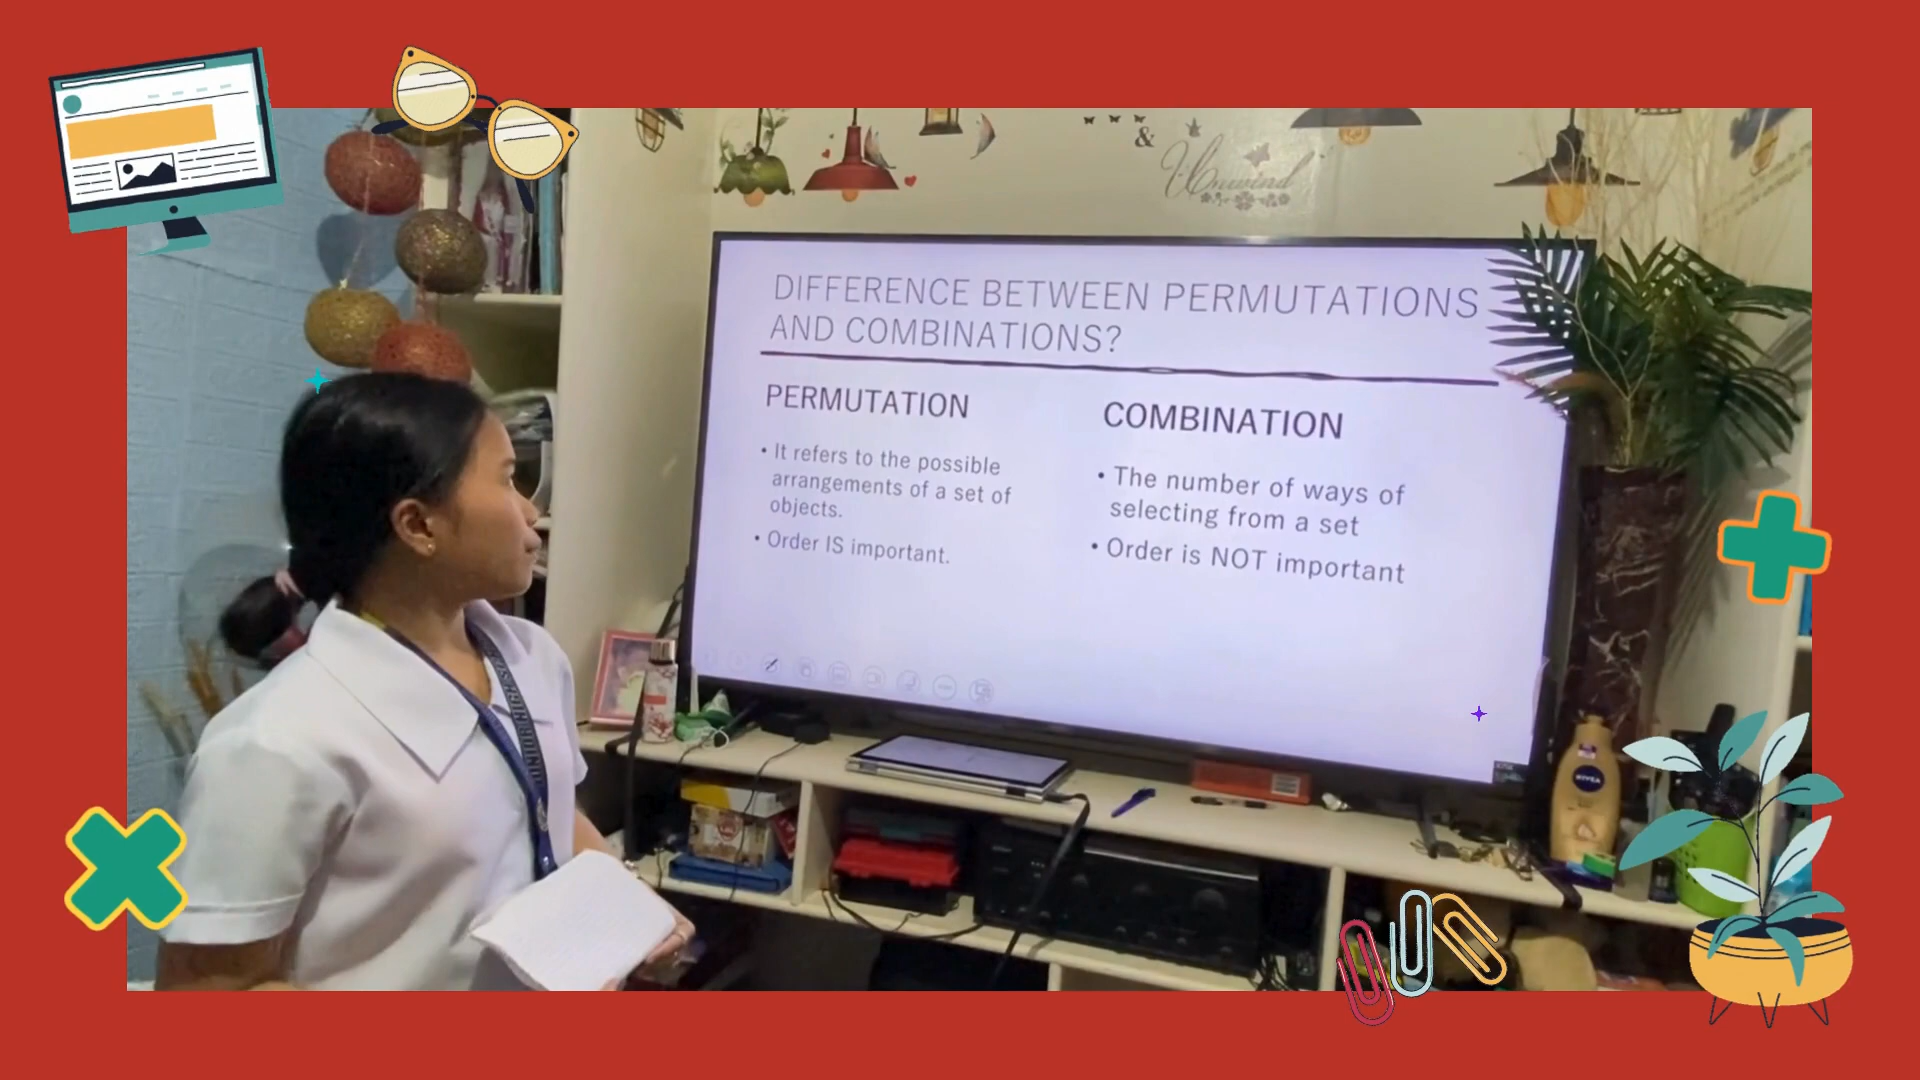 &
Unwind
DIFFERENCE BETWEEN PERMUTATIONS
AND COMBINATIONS?
PERMUTATION
• It refers to the possible
arrangements of a set of
objects.
• Order IS important.
COMBINATION
• The number of ways of
selecting from a set
• Order is NOT important
NIVEA